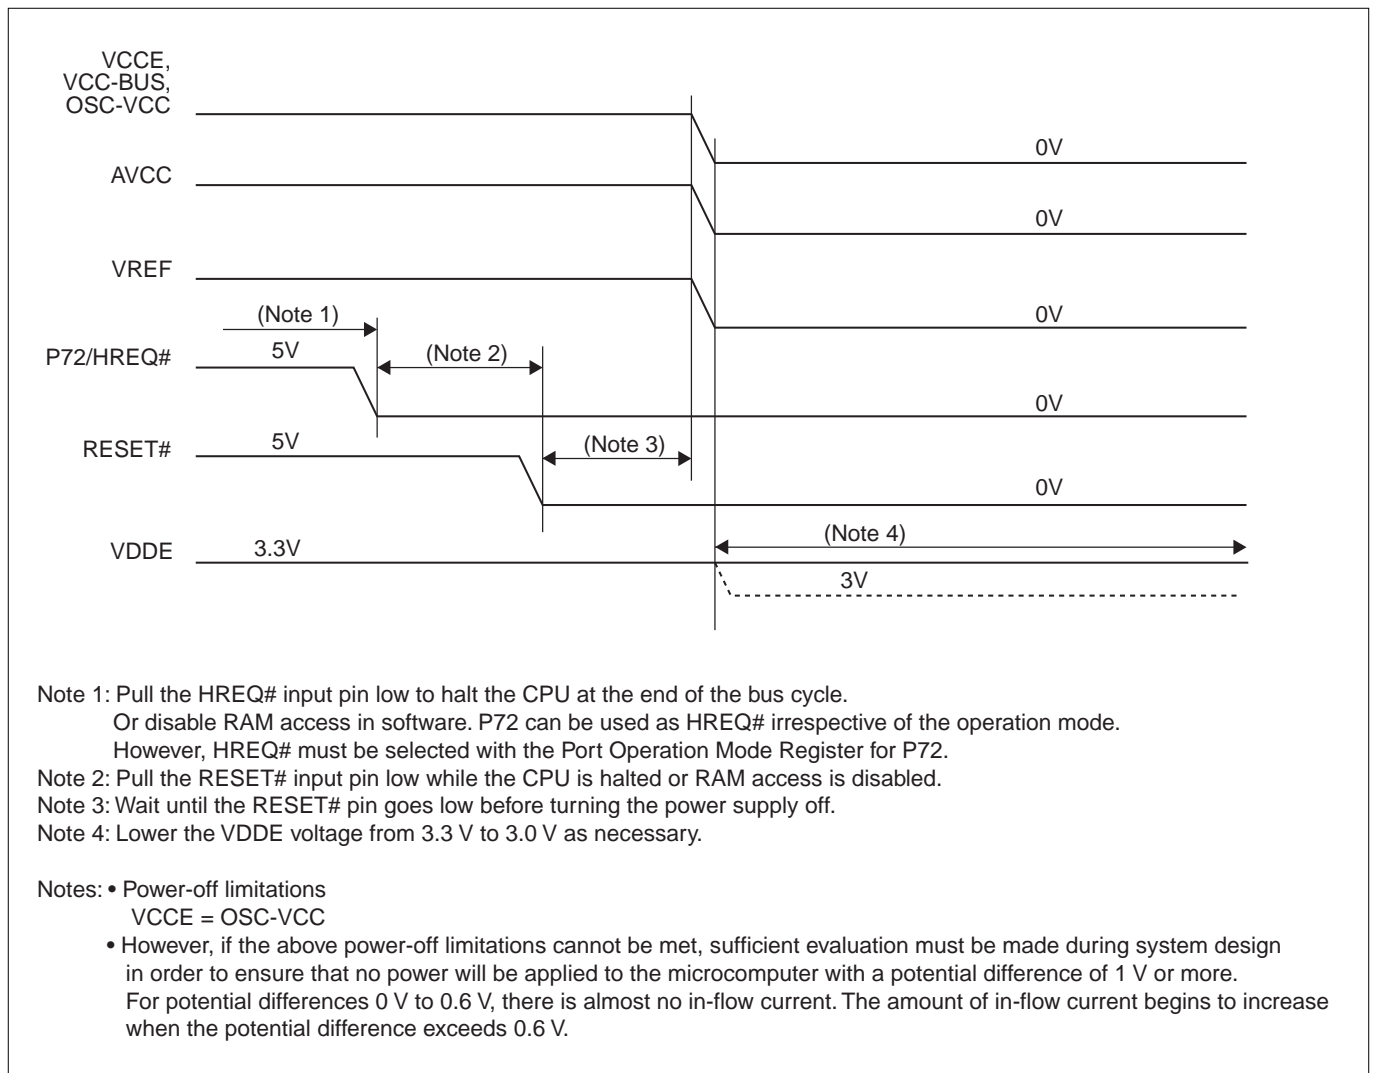 VCCE,
VCC-BUS,
OSC-VCC
0V
AVCC
0V
VREF
0V
(Note 1)
P72/HREQ#
5V
(Note 2)
0V
RESET#
5V
(Note 3)
0V
VDDE
3.3V
(Note 4)
3V
Note 1: Pull the HREQ# input pin low to halt the CPU at the end of the bus cycle.
Or disable RAM access in software. P72 can be used as HREQ# irrespective of the operation mode.
However, HREQ# must be selected with the Port Operation Mode Register for P72.
Note 2: Pull the RESET# input pin low while the CPU is halted or RAM access is disabled.
Note 3: Wait until the RESET# pin goes low before turning the power supply off.
Note 4: Lower the VDDE voltage from 3.3 V to 3.0 V as necessary.
Notes: • Power-off limitations
VCCE = OSC-VCC
• However, if the above power-off limitations cannot be met, sufficient evaluation must be made during system design
in order to ensure that no power will be applied to the microcomputer with a potential difference of 1 V or more.
For potential differences 0 V to 0.6 V, there is almost no in-flow current. The amount of in-flow current begins to increase
when the potential difference exceeds 0.6 V.